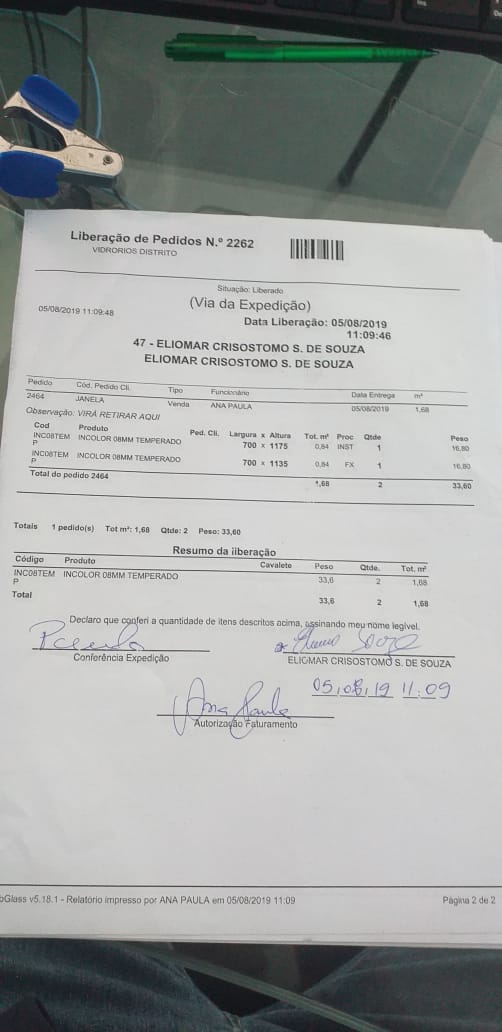 Liberação de Pedidos N.º 2262
VIDRORIOS DISTRITO
Situação: Liberado
05/08/2019 11:09:48
(Via da Expedição)
Data Liberação: 05/08/2019
11:09:46
47 - ELIOMAR CRISOSTOMO S. DE SOUZA
ELIOMAR CRISOSTOMO S. DE SOUZA
Pedido Cód. Pedido Cli. Tipo Funcionário Data Entrega m²
2464 JANELA Venda ANA PAULA 05/08/2019 1,68
Observação: VIRÁ RETIRAR AQUI
Cod Produto Ped. Cli. Largura x Altura Tot. m² Proc Qtde Peso
INC08TEM INCOLOR 08MM TEMPERADO 700 x 1175 0,84 INST 1 16,80
P
INC08TEM INCOLOR 08MM TEMPERADO 700 x 1135 0,84 FX 1 16,80
P
Total do pedido 2464 1,68 2 33,60
Totais 1 pedido(s) Tot m²: 1,68 Qtde: 2 Peso: 33,60
Resumo da liberação
Código Produto Cavalete Peso Qtde. Tot. m²
INC08TEM INCOLOR 08MM TEMPERADO 33,6 2 1,68
P
Total 33,6 2 1,68
Declaro que conferi a quantidade de itens descritos acima, assinando meu nome legível.
Souza
Conferência Expedição ELIOMAR CRISOSTOMO S. DE SOUZA
05,08,19 11:09
Ana Paula
Autorização Faturamento
bGlass v5.18.1 - Relatório impresso por ANA PAULA em 05/08/2019 11:09 Página 2 de 2